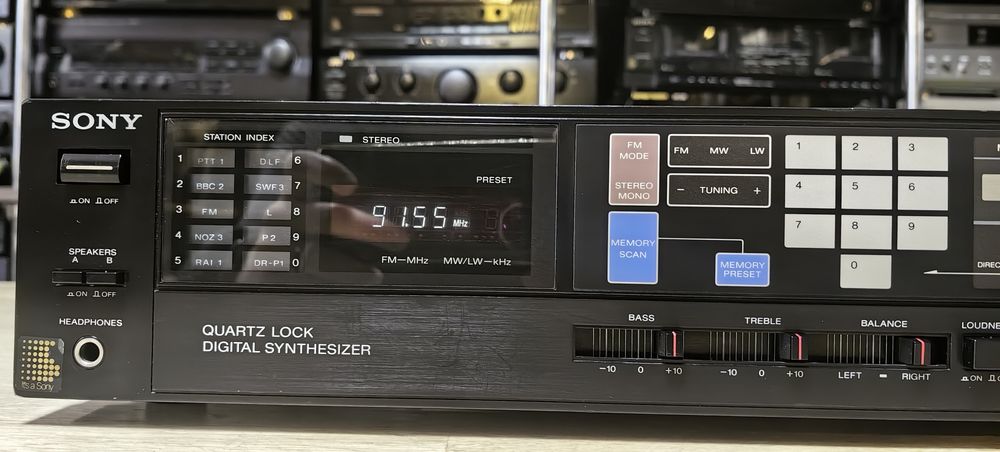 SONY
ON OFF
SPEAKERS
A B
ON OFF
HEADPHONES
It's a Sony
STATION INDEX
1 PTT 1 DLF 6
2 BBC 2 SWF 3 7
3 FM L 8
4 NOZ 3 P 2 9
5 RAI 1 DR-P1 0
STEREO
PRESET
91.55 MHz
FM—MHz MW/LW—kHz
QUARTZ LOCK
DIGITAL SYNTHESIZER
FM
MODE
STEREO
MONO
FM MW LW
− TUNING +
MEMORY
SCAN
MEMORY
PRESET
1 2 3
4 5 6
7 8 9
0
DIREC
BASS
−10 0 +10
TREBLE
−10 0 +10
BALANCE
LEFT RIGHT
LOUDNE
ON